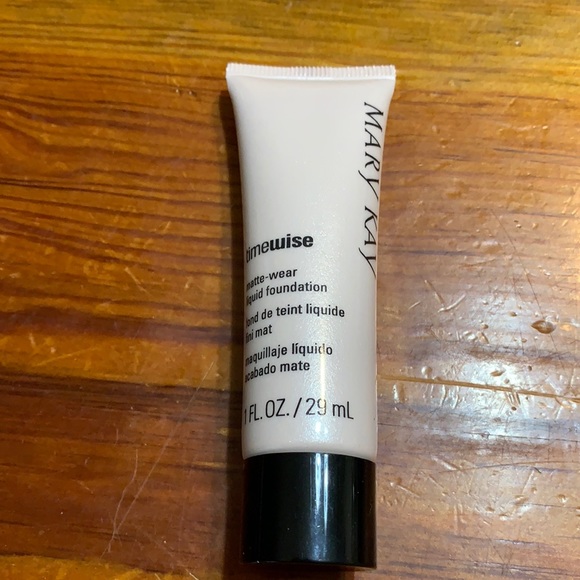 MARY KAY
timewise
matte-wear
liquid foundation
fond de teint liquide
fini mat
maquillaje líquido
acabado mate
1 FL. OZ. / 29 mL